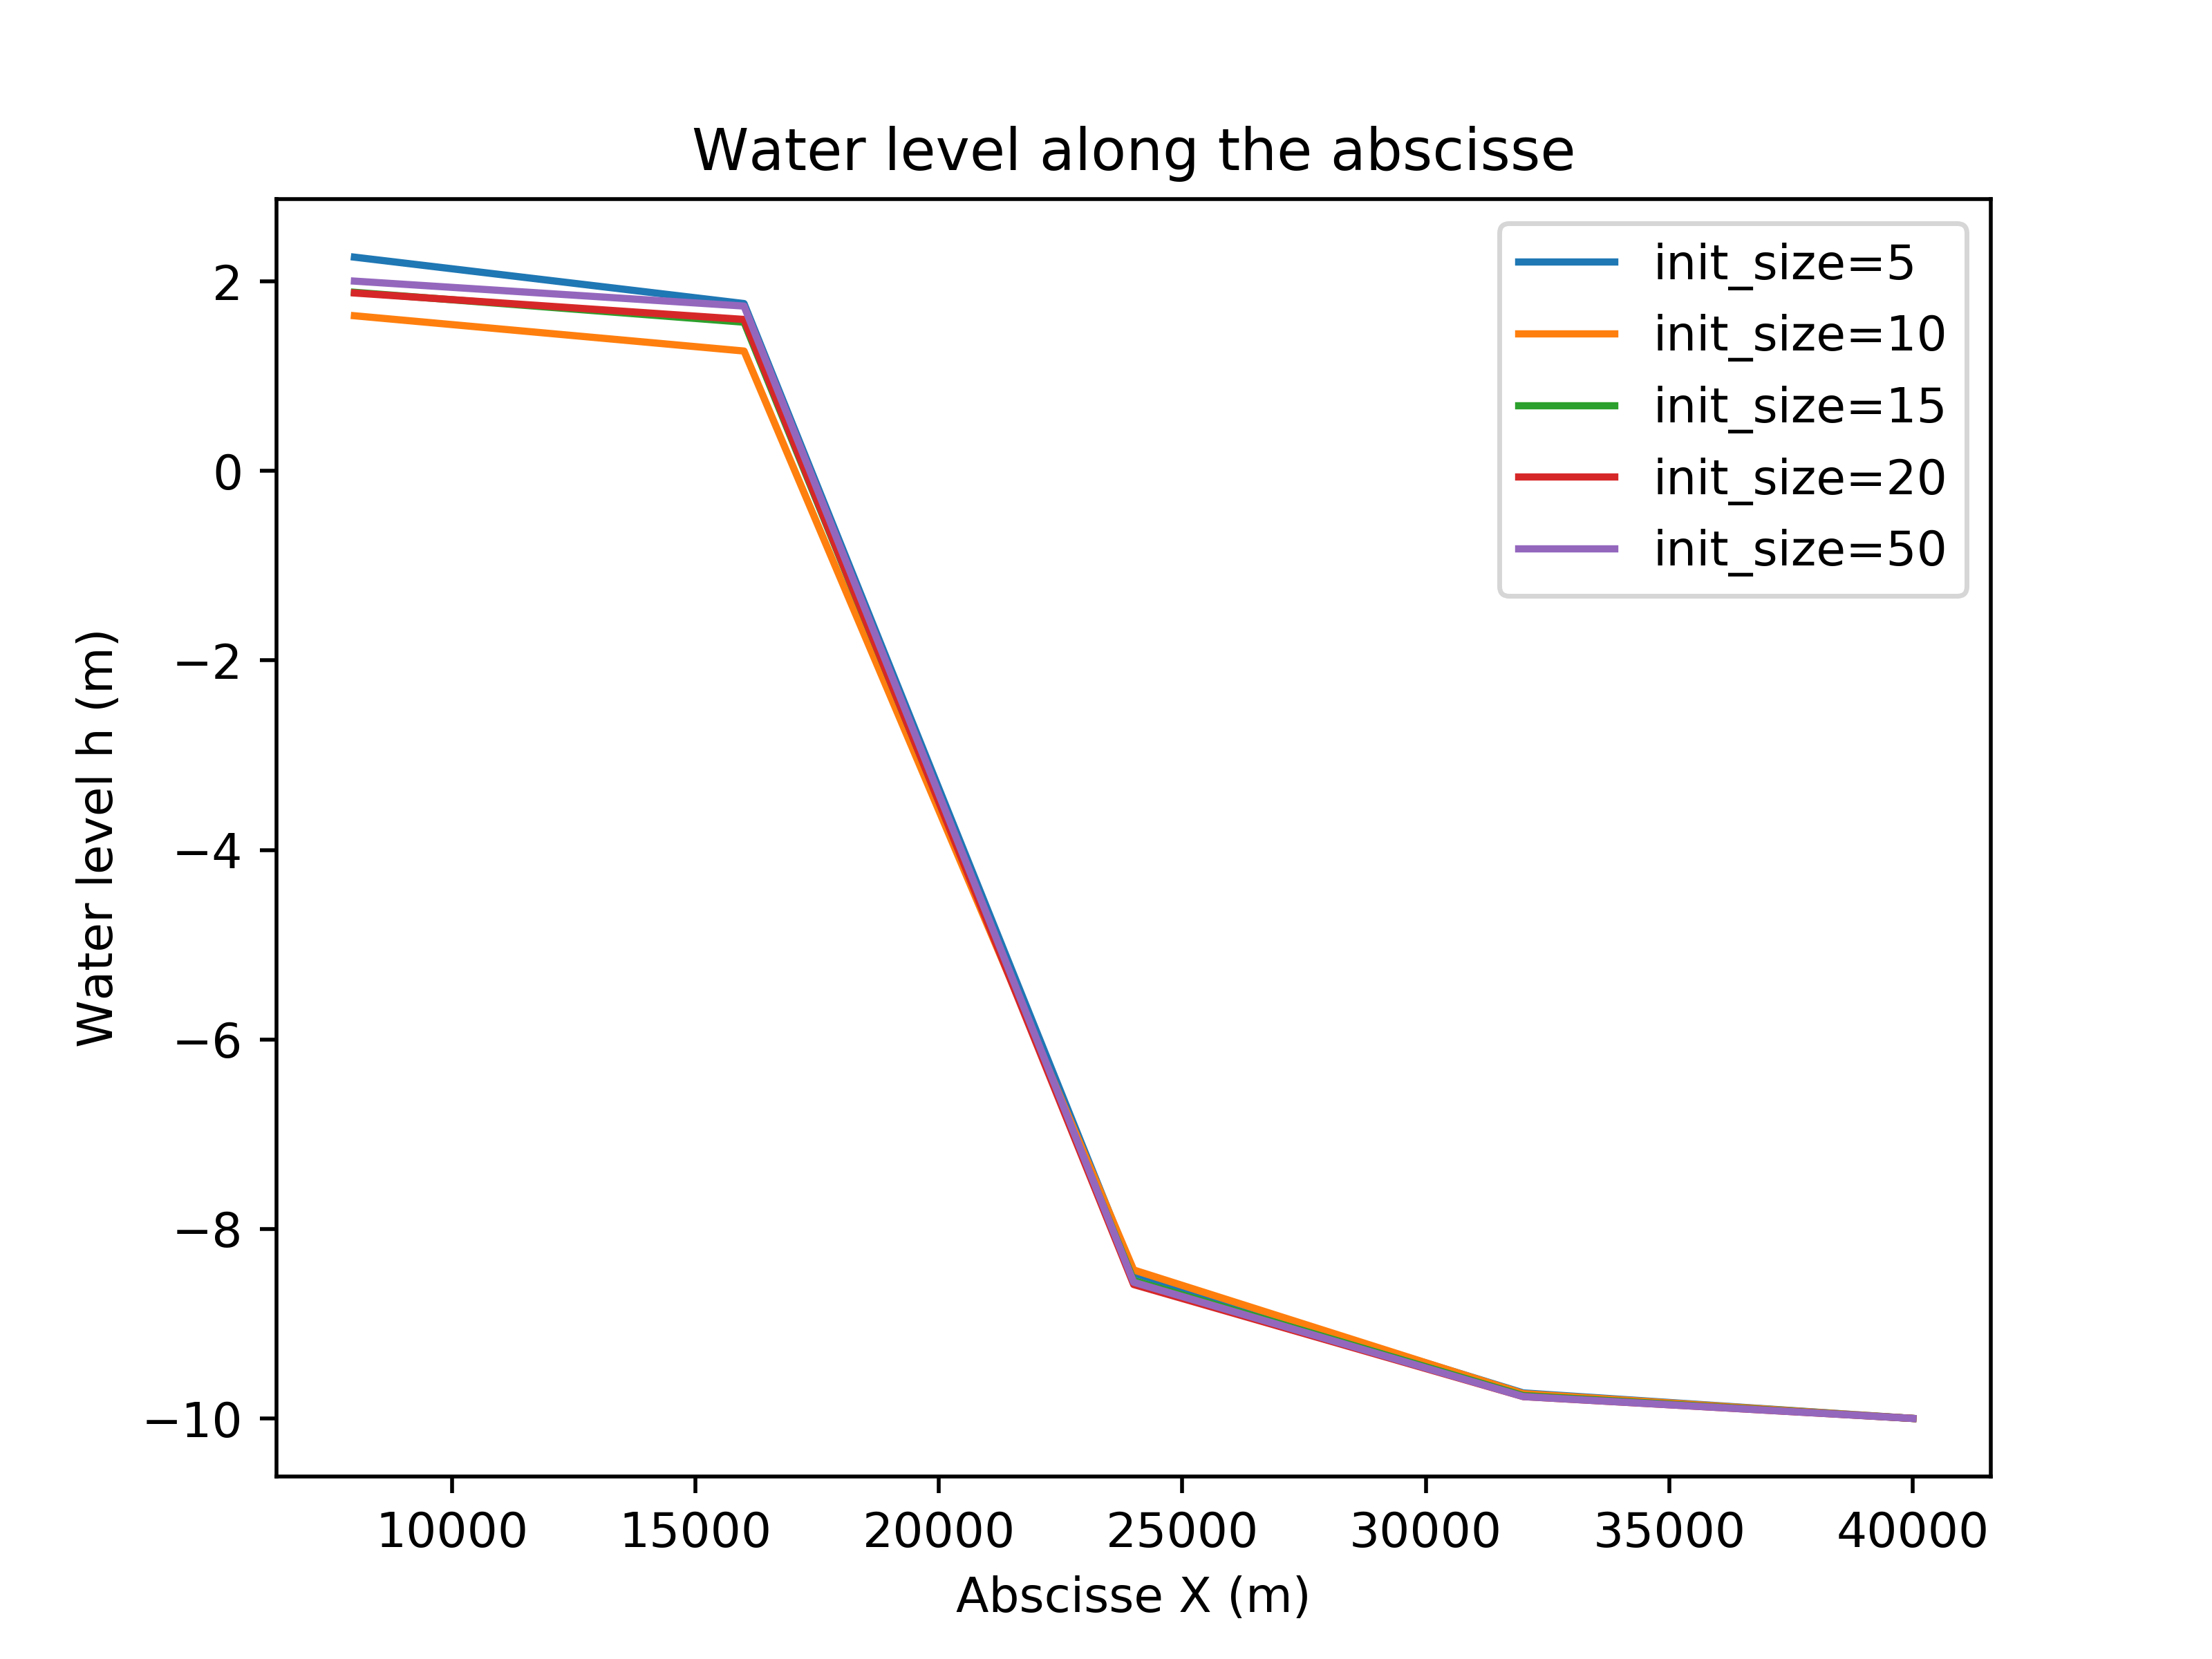 Water level along the abscisse
init_size=5
init_size=10
init_size=15
init_size=20
init_size=50
2
0
−2
−4
−6
−8
−10
Water level h (m)
10000 15000 20000 25000 30000 35000 40000
Abscisse X (m)